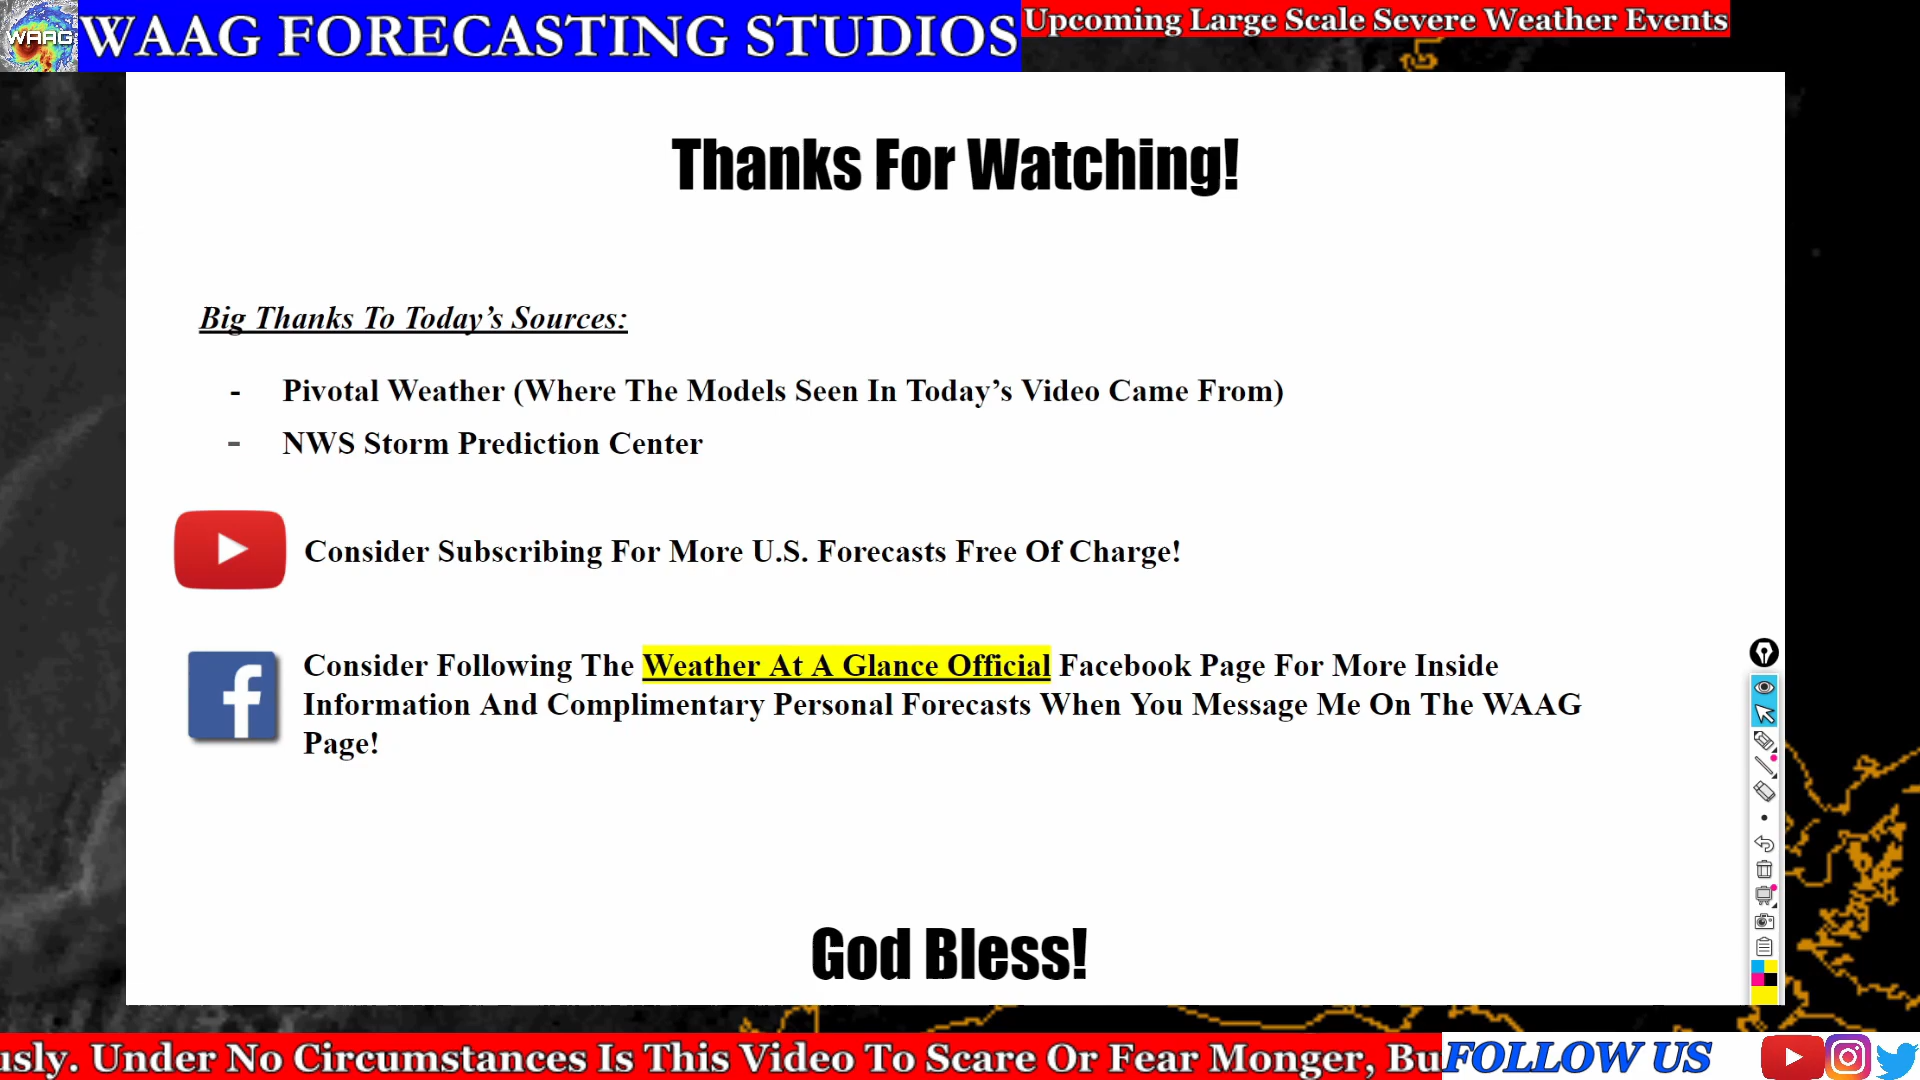 WAAG
WAAG FORECASTING STUDIOS
Upcoming Large Scale Severe Weather Events
Thanks For Watching!
Big Thanks To Today’s Sources:
- Pivotal Weather (Where The Models Seen In Today’s Video Came From)
- NWS Storm Prediction Center
Consider Subscribing For More U.S. Forecasts Free Of Charge!
Consider Following The Weather At A Glance Official Facebook Page For More Inside
Information And Complimentary Personal Forecasts When You Message Me On The WAAG
Page!
God Bless!
usly. Under No Circumstances Is This Video To Scare Or Fear Monger, Bu
FOLLOW US